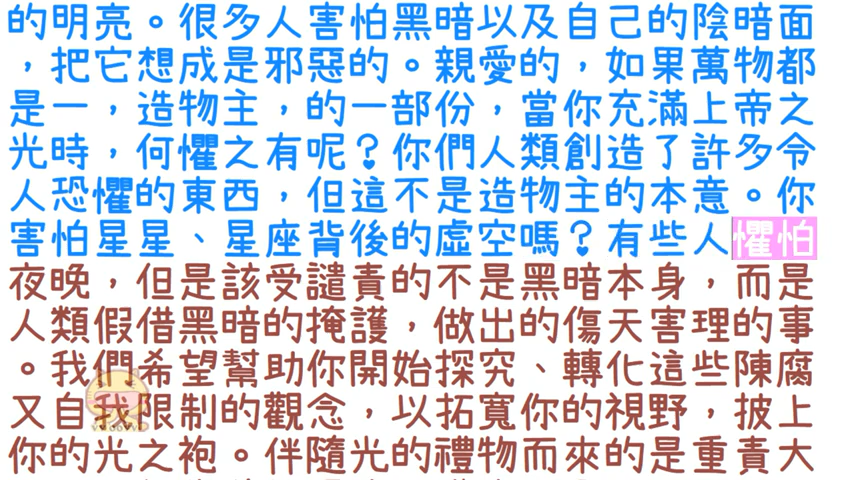 的明亮。很多人害怕黑暗以及自己的陰暗面
，把它想成是邪惡的。親愛的，如果萬物都
是一，造物主，的一部份，當你充滿上帝之
光時，何懼之有呢？你們人類創造了許多令
人恐懼的東西，但這不是造物主的本意。你
害怕星星、星座背後的虛空嗎？有些人懼怕
夜晚，但是該受譴責的不是黑暗本身，而是
人類假借黑暗的掩護，做出的傷天害理的事
。我們希望幫助你開始探究、轉化這些陳腐
又自我限制的觀念，以拓寬你的視野，披上
你的光之袍。伴隨光的禮物而來的是重責大